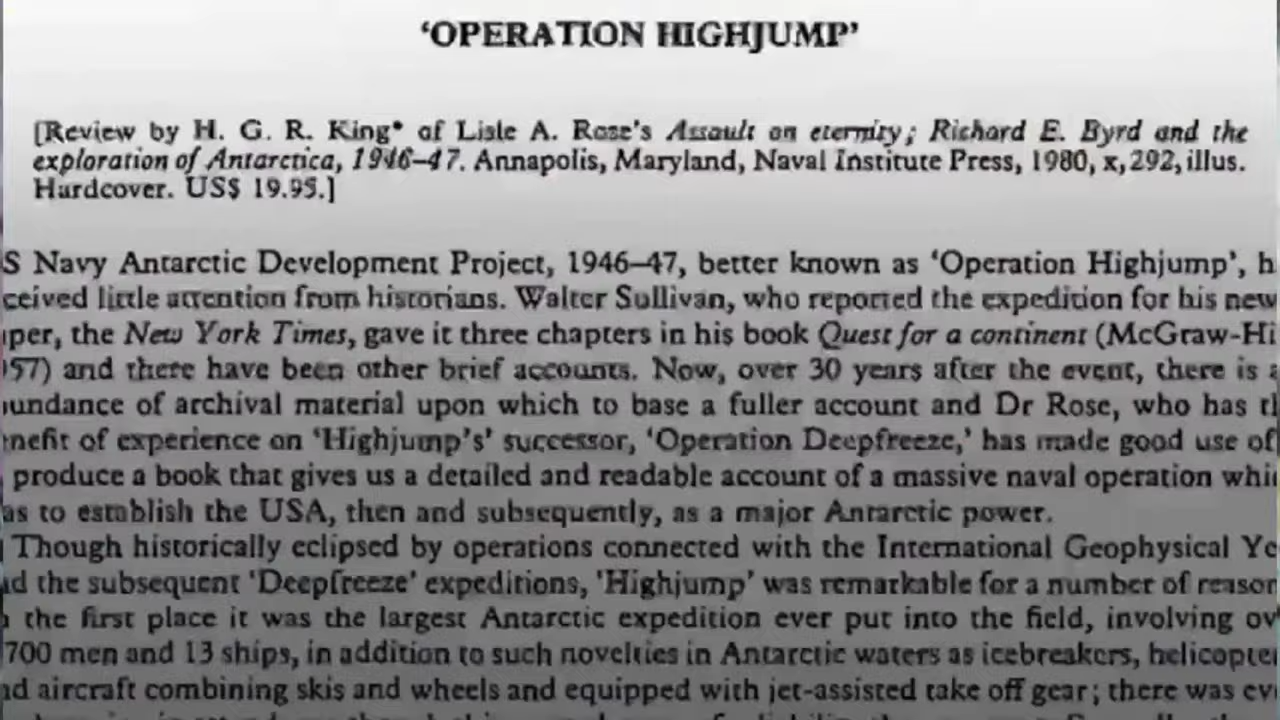 ‘OPERATION HIGHJUMP’
[Review by H. G. R. King* of Lisle A. Rose's Assault on eternity; Richard E. Byrd and the
exploration of Antarctica, 1946–47. Annapolis, Maryland, Naval Institute Press, 1980, x, 292, illus.
Hardcover. US$ 19.95.]
S Navy Antarctic Development Project, 1946–47, better known as ‘Operation Highjump’, h
ceived little attention from historians. Walter Sullivan, who reported the expedition for his new
per, the New York Times, gave it three chapters in his book Quest for a continent (McGraw-Hi
57) and there have been other brief accounts. Now, over 30 years after the event, there is a
undance of archival material upon which to base a fuller account and Dr Rose, who has th
nefit of experience on ‘Highjump's’ successor, ‘Operation Deepfreeze,’ has made good use of
produce a book that gives us a detailed and readable account of a massive naval operation whi
as to establish the USA, then and subsequently, as a major Antarctic power.
Though historically eclipsed by operations connected with the International Geophysical Ye
d the subsequent ‘Deepfreeze’ expeditions, ‘Highjump’ was remarkable for a number of reason
the first place it was the largest Antarctic expedition ever put into the field, involving ov
700 men and 13 ships, in addition to such novelties in Antarctic waters as icebreakers, helicopte
d aircraft combining skis and wheels and equipped with jet-assisted take off gear; there was ev